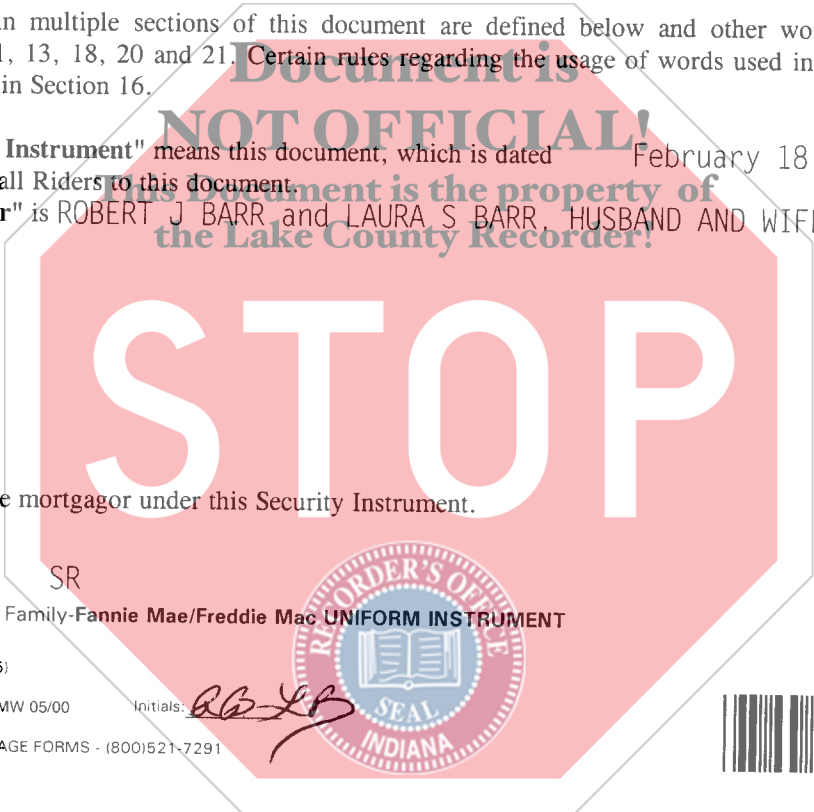 in multiple sections of this document are defined below and other wor
1, 13, 18, 20 and 21. Certain rules regarding the usage of words used in
in Section 16.
Document is
NOT OFFICIAL!
Instrument" means this document, which is dated February 18
all Riders to this document.
This Document is the property of
r" is ROBERT J BARR and LAURA S BARR, HUSBAND AND WIFE
the Lake County Recorder!
STOP
e mortgagor under this Security Instrument.
SR
Family-Fannie Mae/Freddie Mac UNIFORM INSTRUMENT
MW 05/00 Initials:
AGE FORMS - (800)521-7291
RECORDER'S OFFICE
SEAL
INDIANA